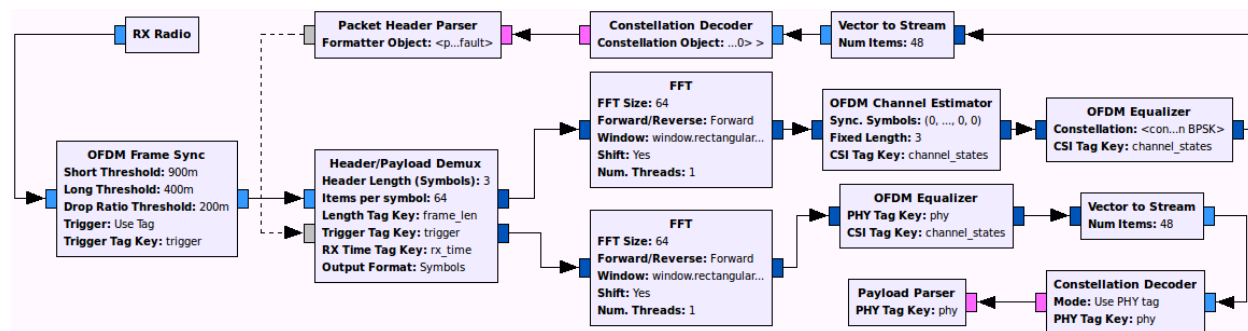 RX Radio
Packet Header Parser
Formatter Object: <p...fault>
Constellation Decoder
Constellation Object: ...0> >
Vector to Stream
Num Items: 48
FFT
FFT Size: 64
Forward/Reverse: Forward
Window: window.rectangular...
Shift: Yes
Num. Threads: 1
OFDM Channel Estimator
Sync. Symbols: (0, ..., 0, 0)
Fixed Length: 3
CSI Tag Key: channel_states
OFDM Equalizer
Constellation: <con...n BPSK>
CSI Tag Key: channel_states
OFDM Frame Sync
Short Threshold: 900m
Long Threshold: 400m
Drop Ratio Threshold: 200m
Trigger: Use Tag
Trigger Tag Key: trigger
Header/Payload Demux
Header Length (Symbols): 3
Items per symbol: 64
Length Tag Key: frame_len
Trigger Tag Key: trigger
RX Time Tag Key: rx_time
Output Format: Symbols
FFT
FFT Size: 64
Forward/Reverse: Forward
Window: window.rectangular...
Shift: Yes
Num. Threads: 1
OFDM Equalizer
PHY Tag Key: phy
CSI Tag Key: channel_states
Vector to Stream
Num Items: 48
Payload Parser
PHY Tag Key: phy
Constellation Decoder
Mode: Use PHY tag
PHY Tag Key: phy